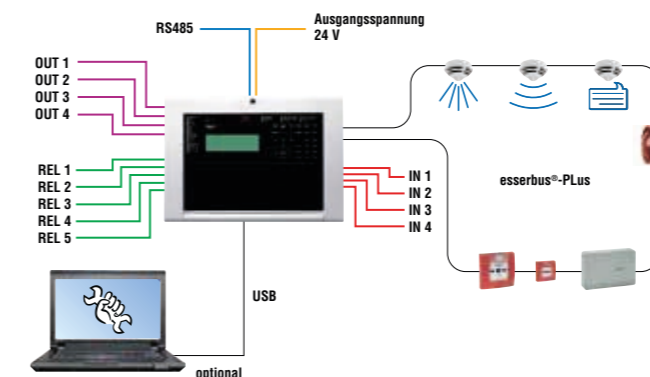 RS485
Ausgangsspannung
24 V
OUT 1
OUT 2
OUT 3
OUT 4
REL 1
REL 2
REL 3
REL 4
REL 5
IN 1
IN 2
IN 3
IN 4
esserbus®-PLus
USB
optional